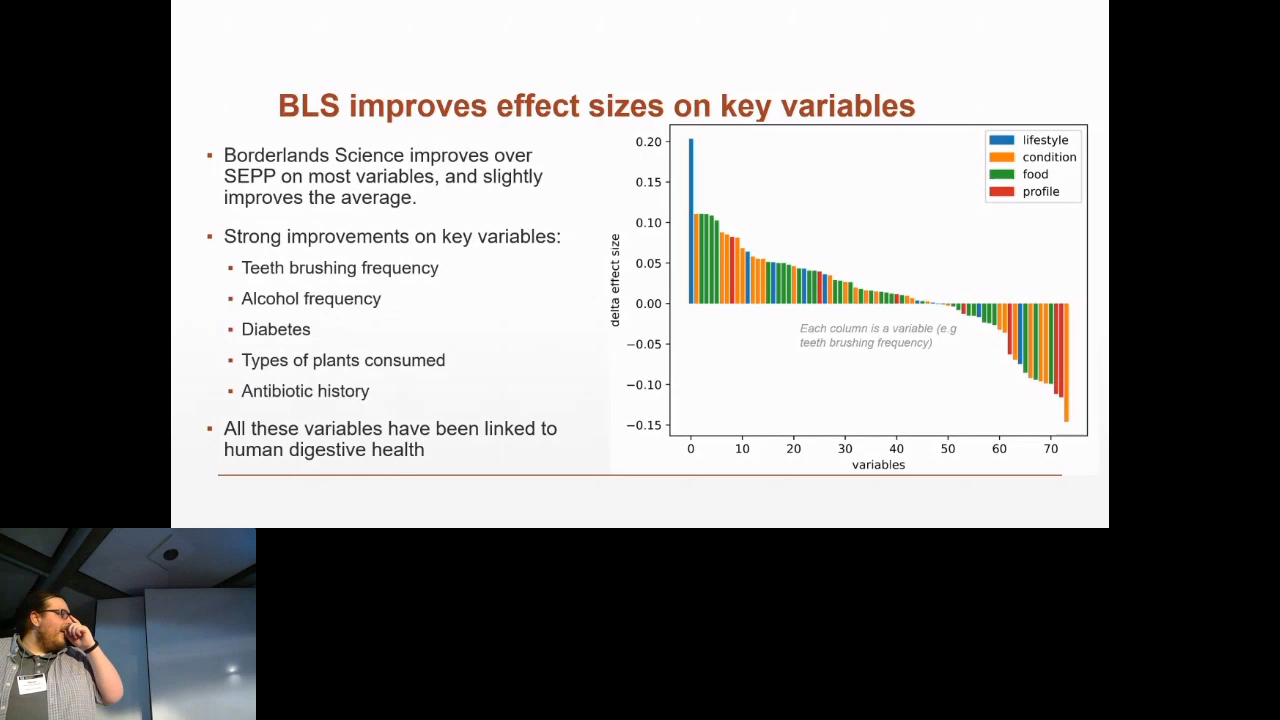 BLS improves effect sizes on key variables
▪ Borderlands Science improves over
SEPP on most variables, and slightly
improves the average.
▪ Strong improvements on key variables:
▪ Teeth brushing frequency
▪ Alcohol frequency
▪ Diabetes
▪ Types of plants consumed
▪ Antibiotic history
▪ All these variables have been linked to
human digestive health
delta effect size
0.20
0.15
0.10
0.05
0.00
−0.05
−0.10
−0.15
lifestyle
condition
food
profile
Each column is a variable (e.g
teeth brushing frequency)
0 10 20 30 40 50 60 70
variables